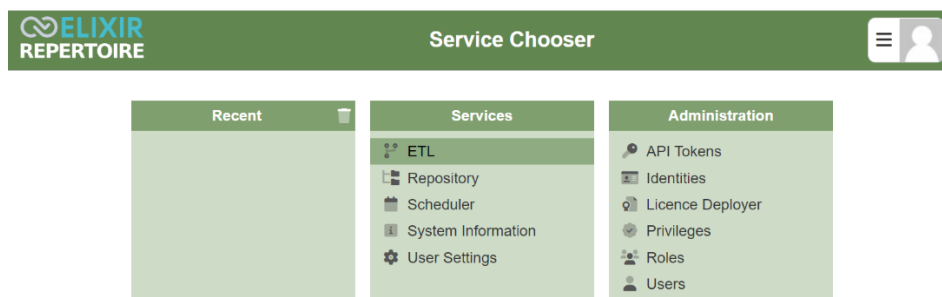 ELIXIR
REPERTOIRE
Service Chooser
Recent
Services
ETL
Repository
Scheduler
System Information
User Settings
Administration
API Tokens
Identities
Licence Deployer
Privileges
Roles
Users